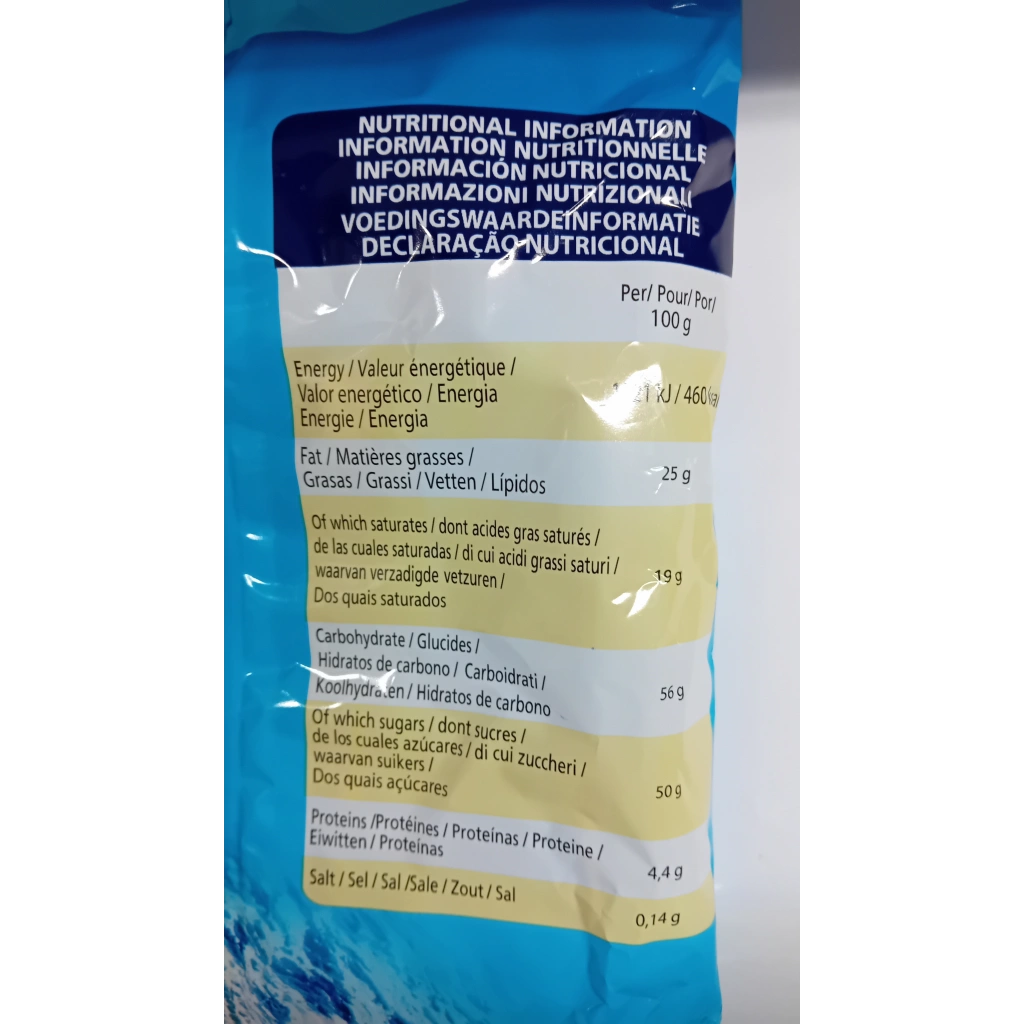 NUTRITIONAL INFORMATION
INFORMATION NUTRITIONNELLE
INFORMACIÓN NUTRICIONAL
INFORMAZIONI NUTRIZIONALI
VOEDINGSWAARDEINFORMATIE
DECLARAÇÃO NUTRICIONAL
Per/ Pour/ Por/
100 g
Energy / Valeur énergétique /
Valor energético / Energia
Energie / Energia
kJ / 460 kcal
Fat / Matières grasses /
Grasas / Grassi / Vetten / Lípidos
25 g
Of which saturates / dont acides gras saturés /
de las cuales saturadas / di cui acidi grassi saturi /
waarvan verzadigde vetzuren /
Dos quais saturados
19 g
Carbohydrate / Glucides /
Hidratos de carbono / Carboidrati /
Koolhydraten / Hidratos de carbono
56 g
Of which sugars / dont sucres /
de los cuales azúcares / di cui zuccheri /
waarvan suikers /
Dos quais açúcares
50 g
Proteins /Protéines / Proteínas / Proteine /
Eiwitten / Proteínas
4,4 g
Salt / Sel / Sal /Sale / Zout / Sal
0,14 g